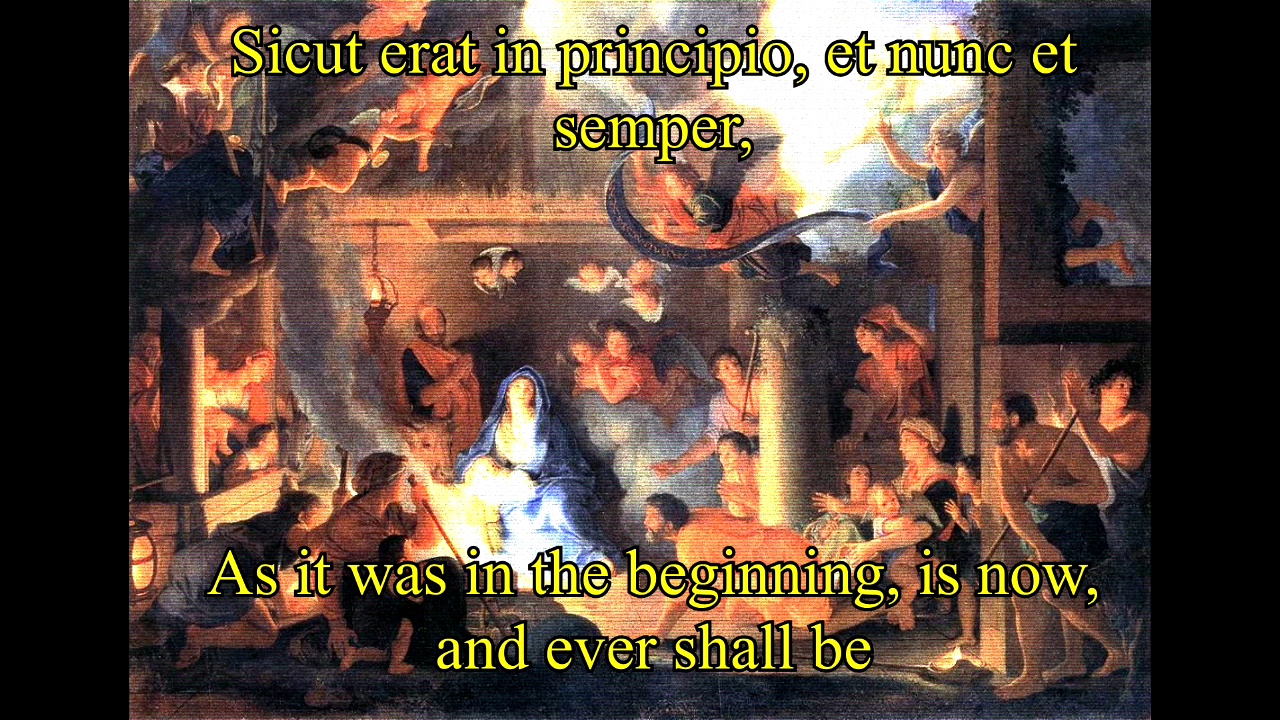 Sicut erat in principio, et nunc et
semper,
As it was in the beginning, is now,
and ever shall be